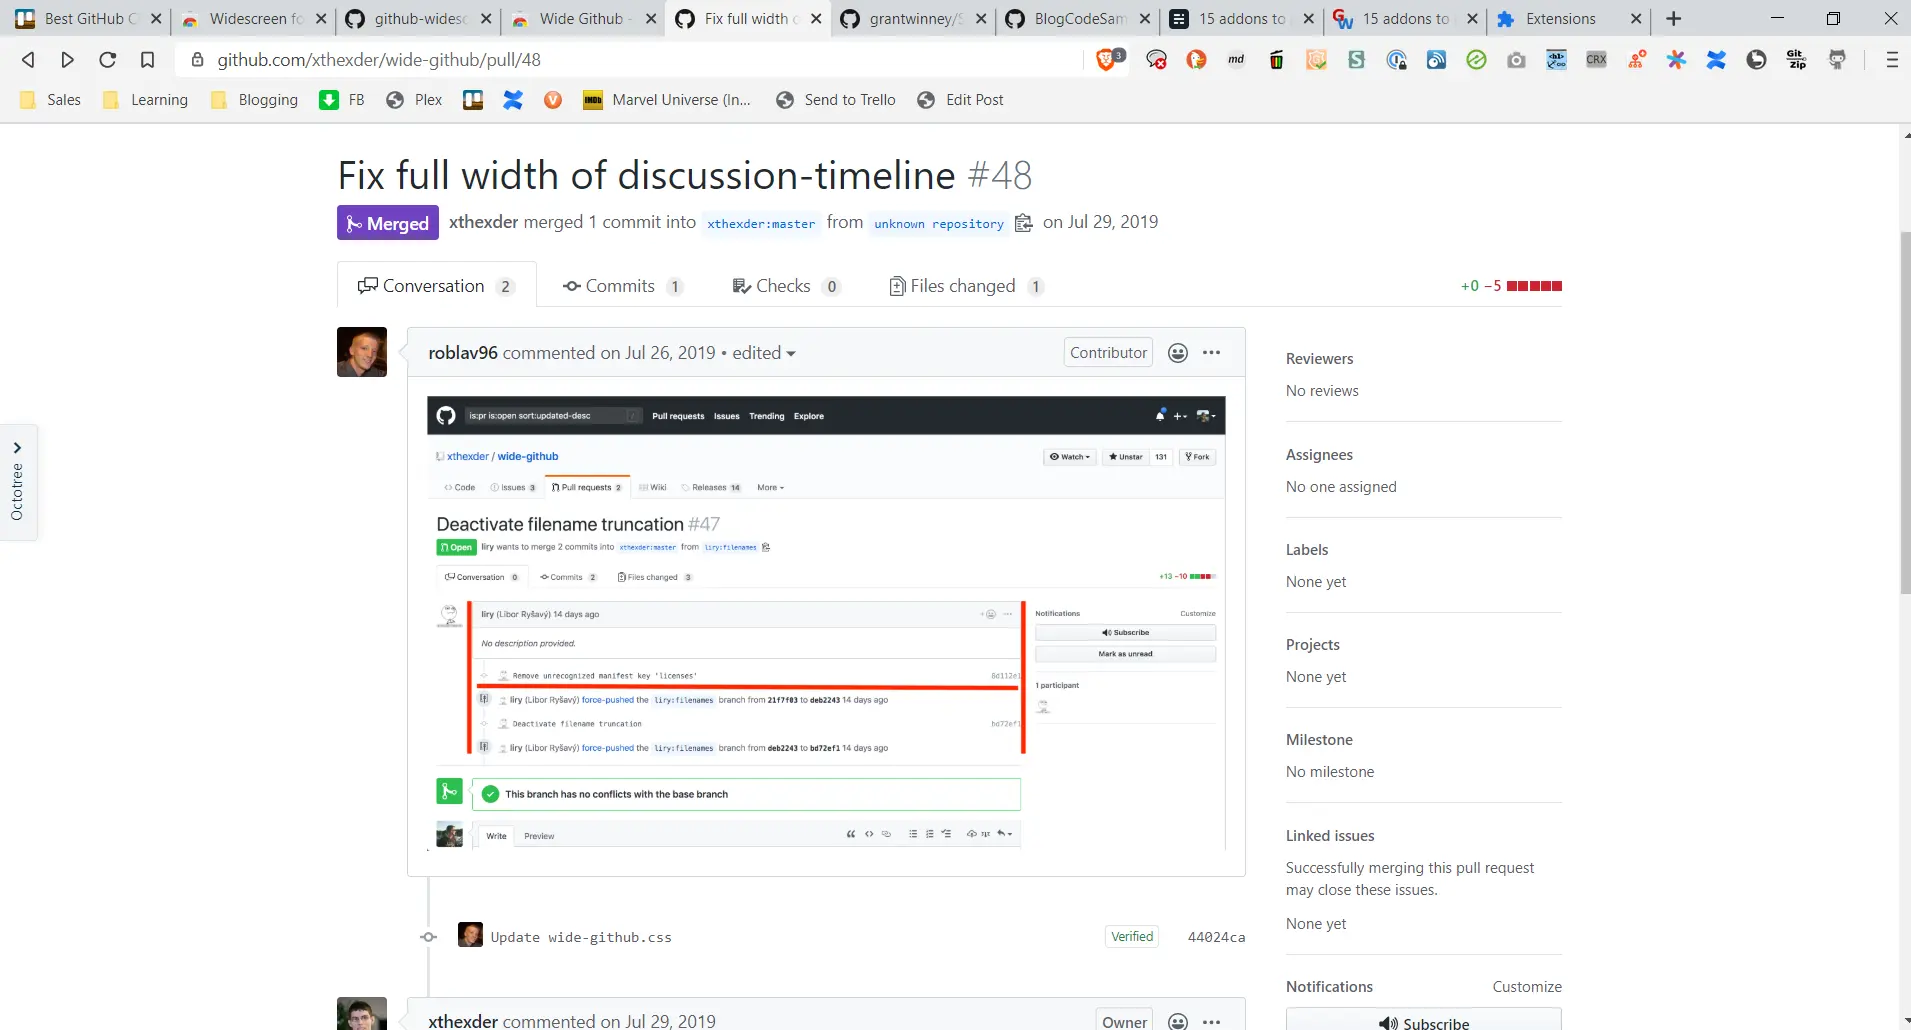 Best GitHub C
Widescreen fo
github-widesc
Wide Github -
Fix full width o
grantwinney/S
BlogCodeSam
15 addons to
15 addons to
Extensions
github.com/xthexder/wide-github/pull/48
3
md
CRX
Git Zip
Sales
Learning
Blogging
FB
Plex
IMDb
Marvel Universe (In...
Send to Trello
Edit Post
Fix full width of discussion-timeline #48
Merged
xthexder merged 1 commit into xthexder:master from unknown repository on Jul 29, 2019
Conversation 2
Commits 1
Checks 0
Files changed 1
+0 −5
Octotree
roblav96 commented on Jul 26, 2019 • edited
Contributor
is:pr is:open sort:updated-desc
Pull requests Issues Trending Explore
xthexder / wide-github
Watch
Unstar 131
Fork
Code
Issues 3
Pull requests 2
Wiki
Releases 14
More
Deactivate filename truncation #47
Open
liry wants to merge 2 commits into xthexder:master from liry:filenames
Conversation 0
Commits 2
Files changed 3
+13 −10
liry (Libor Ryšavý) 14 days ago
No description provided.
Remove unrecognized manifest key 'licenses'
8d112e1
liry (Libor Ryšavý) force-pushed the liry:filenames branch from 21f7f03 to deb2243 14 days ago
Deactivate filename truncation
bd72ef1
liry (Libor Ryšavý) force-pushed the liry:filenames branch from deb2243 to bd72ef1 14 days ago
Notifications
Customize
Subscribe
Mark as unread
1 participant
This branch has no conflicts with the base branch
Write
Preview
Update wide-github.css
Verified
44024ca
xthexder commented on Jul 29, 2019
Owner
Reviewers
No reviews
Assignees
No one assigned
Labels
None yet
Projects
None yet
Milestone
No milestone
Linked issues
Successfully merging this pull request
may close these issues.
None yet
Notifications
Customize
Subscribe